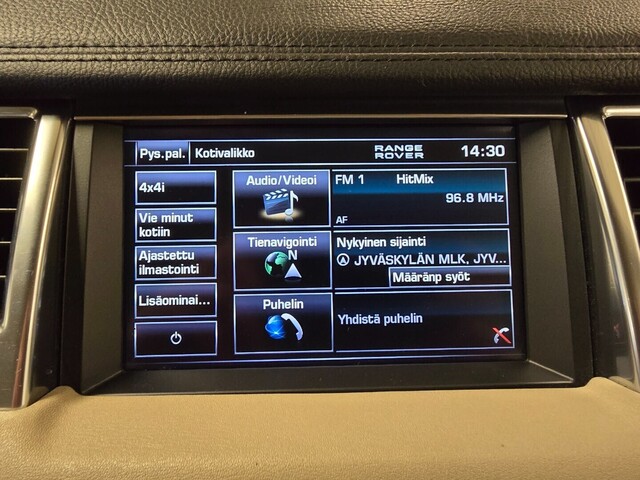 Pys.pal.
Kotivalikko
RANGE
ROVER
14:30
4x4i
Vie minut
kotiin
Ajastettu
ilmastointi
Lisäominai...
Audio/Videoi
FM 1 HitMix
96.8 MHz
AF
Tienavigointi
N
Nykyinen sijainti
JYVÄSKYLÄN MLK, JYV...
Määränp syöt
Puhelin
Yhdistä puhelin